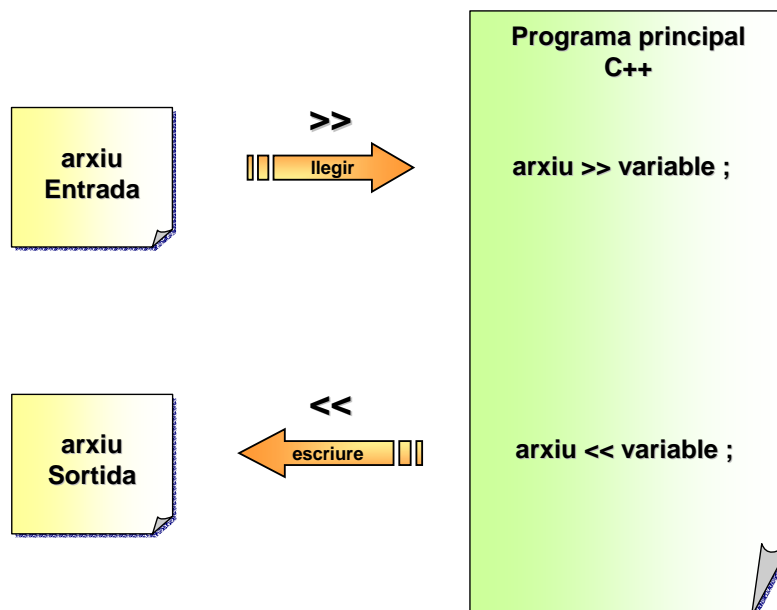 Programa principal
C++
>>
arxiu
Entrada
llegir
arxiu >> variable ;
<<
arxiu
Sortida
escriure
arxiu << variable ;